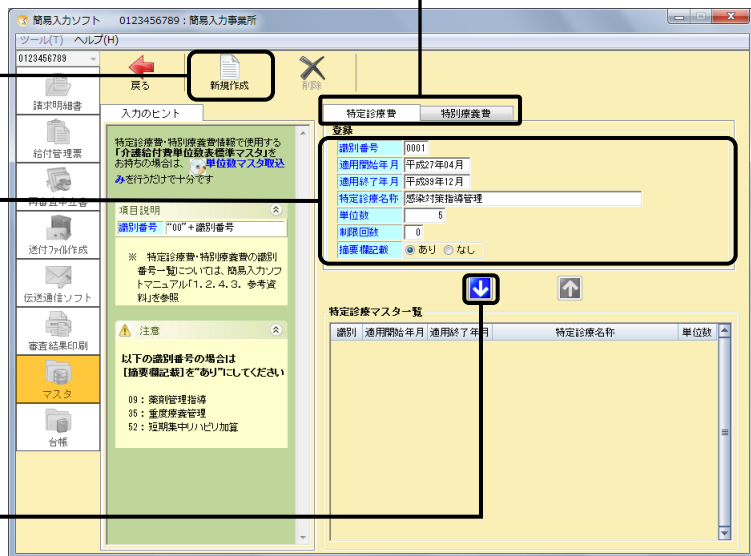 簡易入力ソフト　0123456789：簡易入力事業所
ツール(T)　ヘルプ(H)
0123456789
請求明細書
給付管理票
再審査申立書
送付ファイル作成
伝送通信ソフト
審査結果印刷
マスタ
台帳
戻る
新規作成
削除
入力のヒント
特定診療費・特別療養費情報で使用する
「介護給付費単位数表標準マスタ」を
お持ちの場合は、単位数マスタ取込
みを行うだけで十分です
項目説明
識別番号　"00"＋識別番号
※　特定診療費・特別療養費の識別
番号一覧については、簡易入力ソフ
トマニュアル「1．2．4．3．参考資
料」を参照
注意
以下の識別番号の場合は
[摘要欄記載]を"あり"にしてください
09：薬剤管理指導
35：重度療養管理
52：短期集中リハビリ加算
特定診療費
特別療養費
登録
識別番号　0001
適用開始年月　平成27年04月
適用終了年月　平成99年12月
特定診療名称　感染対策指導管理
単位数　5
制限回数　0
摘要欄記載　あり　なし
特定診療マスター覧
識別　適用開始年月　適用終了年月　特定診療名称　単位数